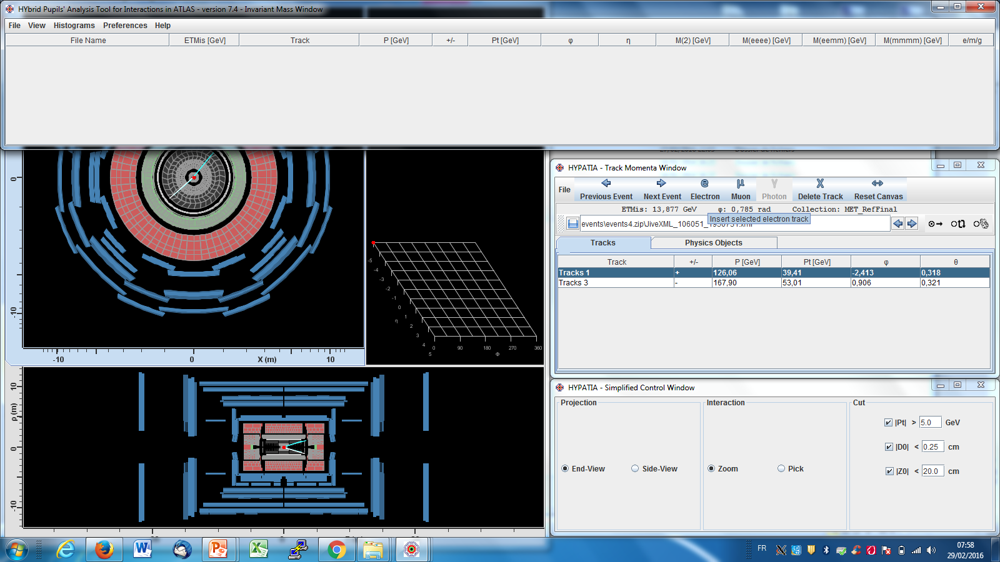 HYbrid Pupils' Analysis Tool for Interactions in ATLAS - version 7.4 - Invariant Mass Window
File View Histograms Preferences Help
File Name ETMis [GeV] Track P [GeV] +/- Pt [GeV] φ η M(2) [GeV] M(eeee) [GeV] M(eemm) [GeV] M(mmmm) [GeV] e/m/g
0
-10
-10 0 X (m) 10
-5
-4
-3
-2
-1
0
η 1
2
3
4
5
0 90 180 270 360
Φ
10
ρ (m)
0
-10
HYPATIA - Track Momenta Window
File
Previous Event Next Event Electron Muon Photon Delete Track Reset Canvas
ETMis: 13,877 GeV φ: 0,785 rad Collection: MET_RefFinal
Insert selected electron track
events\events4.zip\JiveXML_106051_
Tracks Physics Objects
Track +/- P [GeV] Pt [GeV] φ θ
Tracks 1 + 126,06 39,41 -2,413 0,318
Tracks 3 - 167,90 53,01 0,906 0,321
HYPATIA - Simplified Control Window
Projection Interaction Cut
|Pt| > 5.0 GeV
|D0| < 0.25 cm
|Z0| < 20.0 cm
End-View Side-View Zoom Pick
FR
07:58
29/02/2016